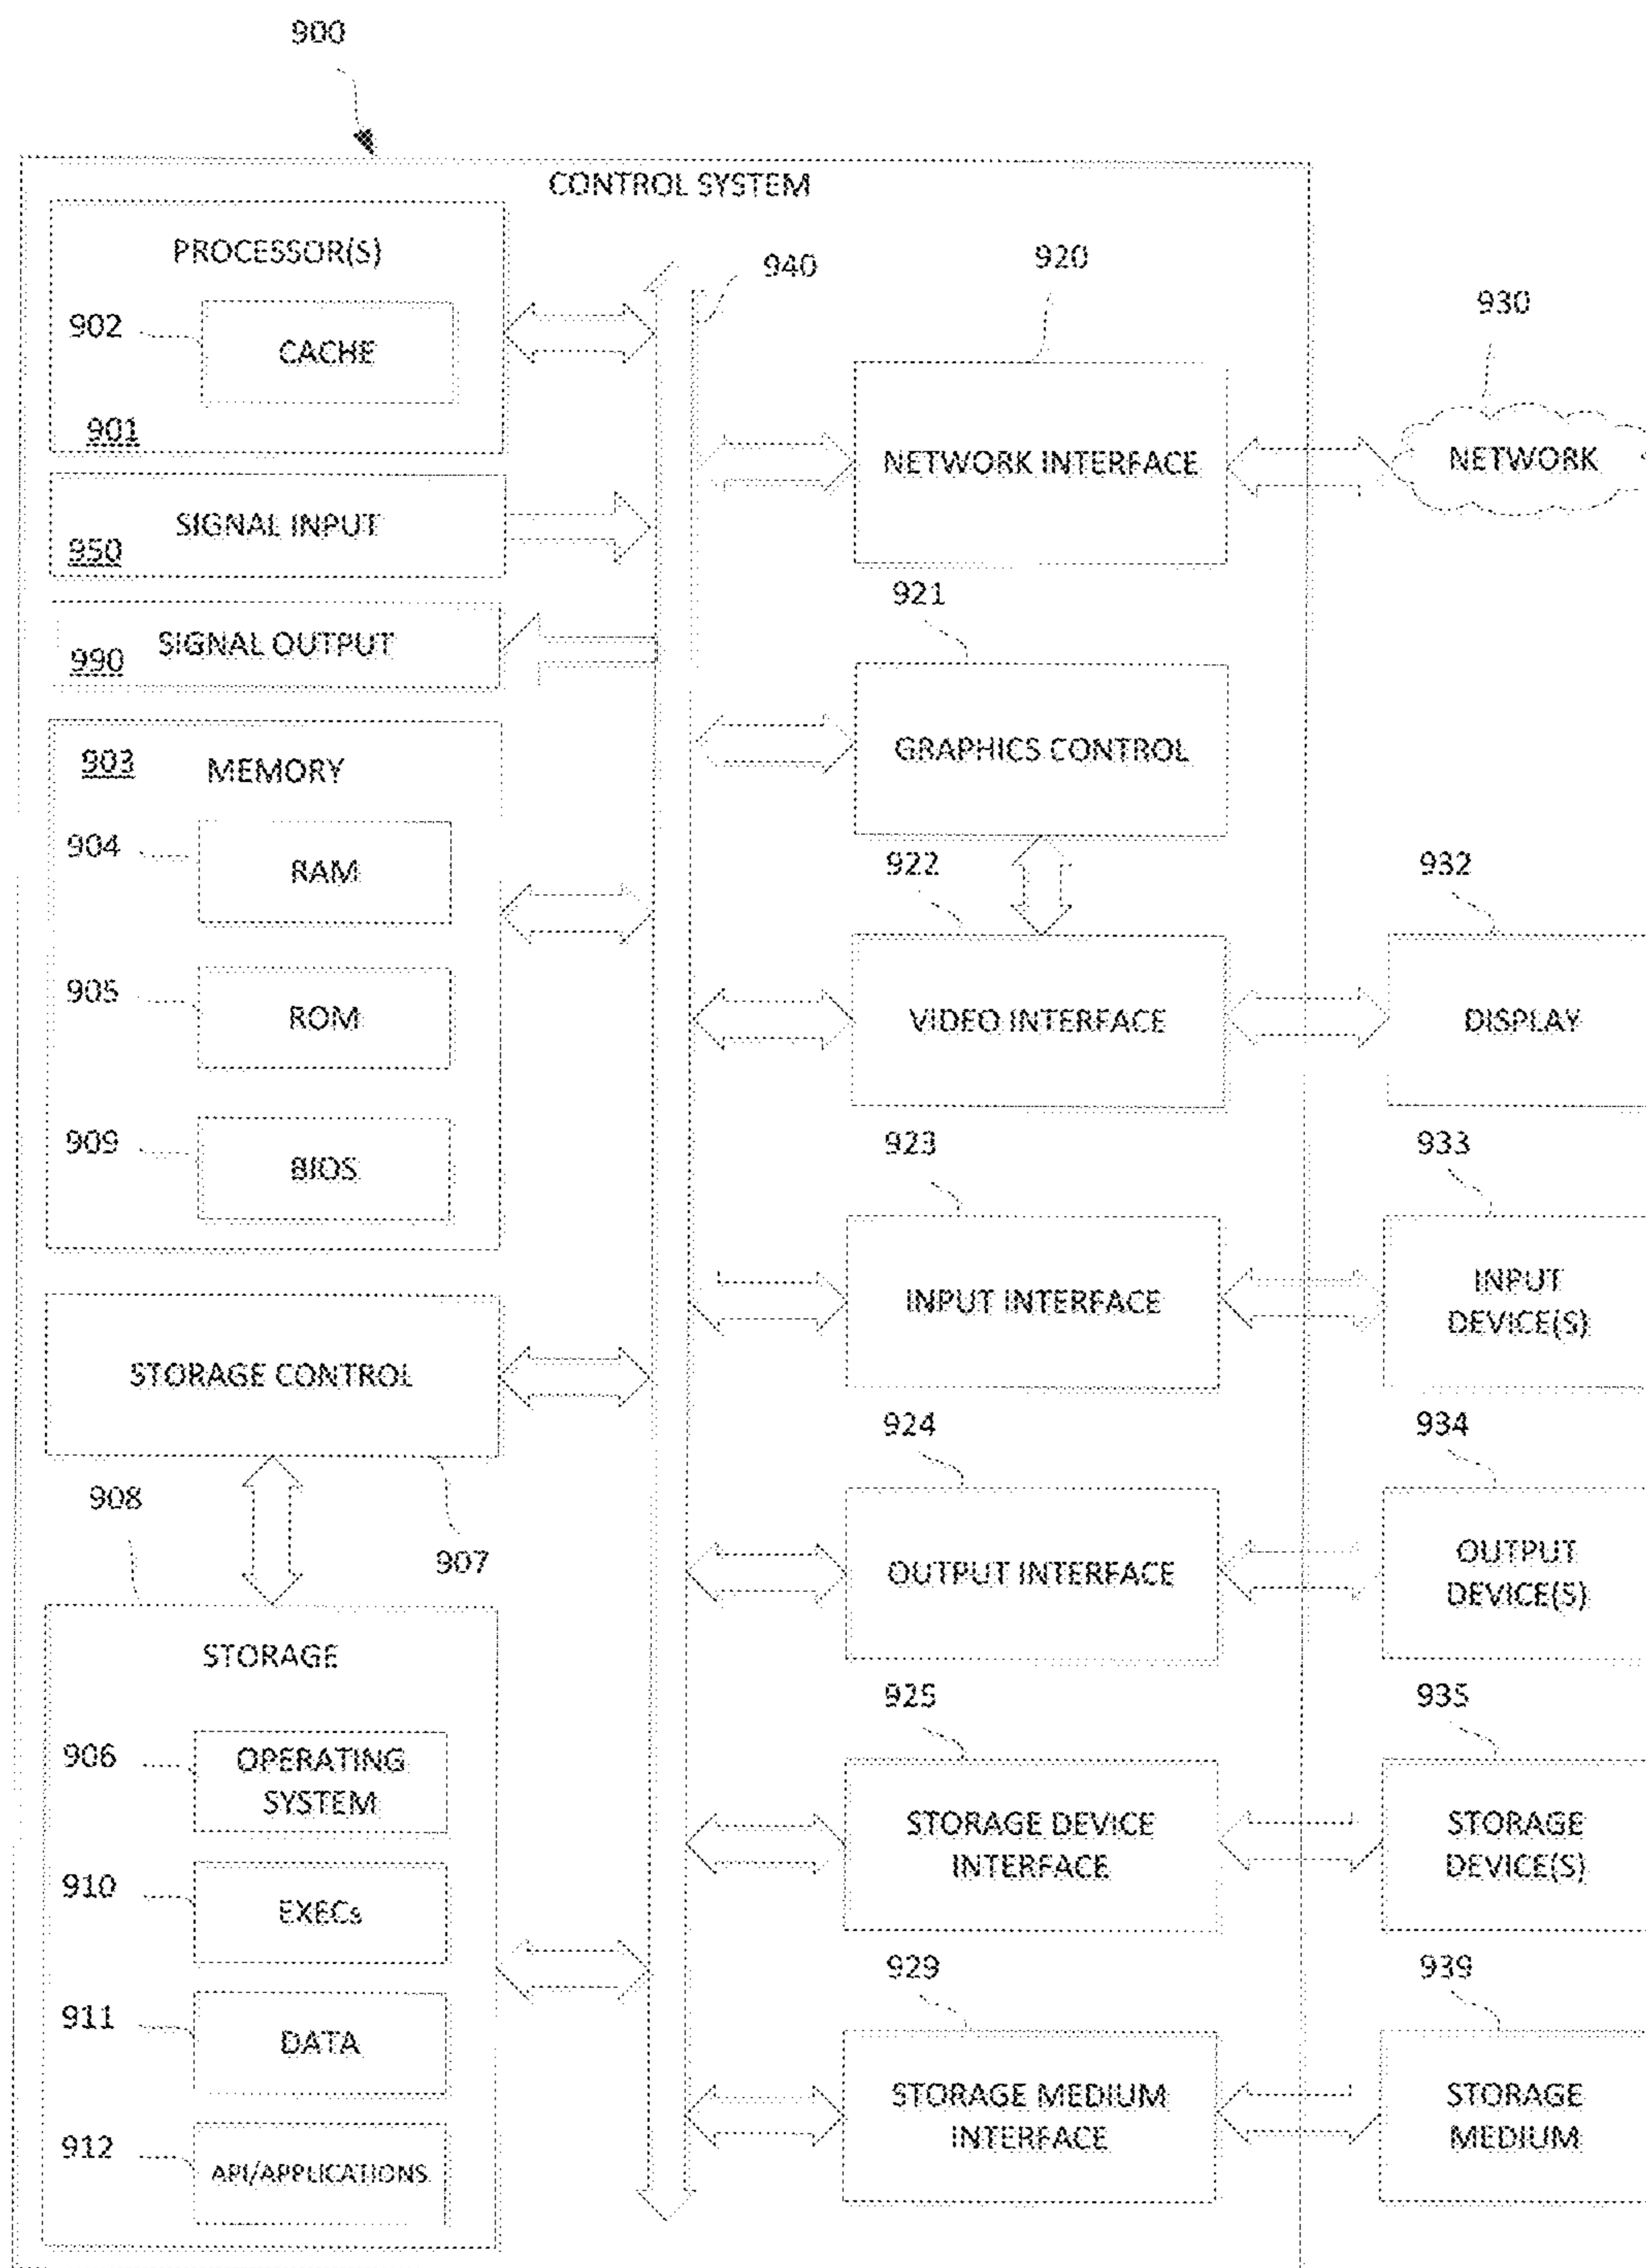 900
CONTROL SYSTEM
PROCESSOR(S)
902
CACHE
901
940
920
930
NETWORK INTERFACE
NETWORK
SIGNAL INPUT
950
SIGNAL OUTPUT
990
921
GRAPHICS CONTROL
903
MEMORY
904
RAM
905
ROM
909
BIOS
922
932
VIDEO INTERFACE
DISPLAY
923
933
INPUT INTERFACE
INPUT
DEVICE(S)
STORAGE CONTROL
907
924
934
OUTPUT INTERFACE
OUTPUT
DEVICE(S)
908
STORAGE
906
OPERATING
SYSTEM
910
EXECs
911
DATA
912
API/APPLICATIONS
925
935
STORAGE DEVICE
INTERFACE
STORAGE
DEVICE(S)
929
939
STORAGE MEDIUM
INTERFACE
STORAGE
MEDIUM